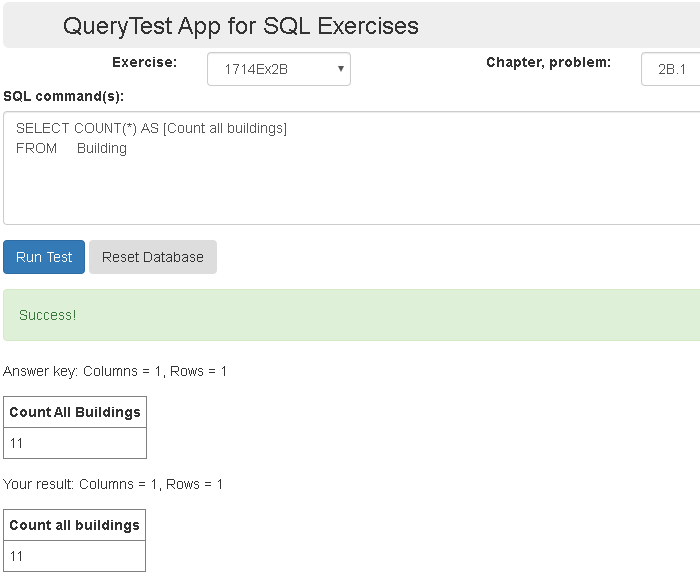 QueryTest App for SQL Exercises
Exercise: 1714Ex2B Chapter, problem: 2B.1
SQL command(s):
SELECT COUNT(*) AS [Count all buildings]
FROM Building
Run Test Reset Database
Success!
Answer key: Columns = 1, Rows = 1
Count All Buildings
11
Your result: Columns = 1, Rows = 1
Count all buildings
11